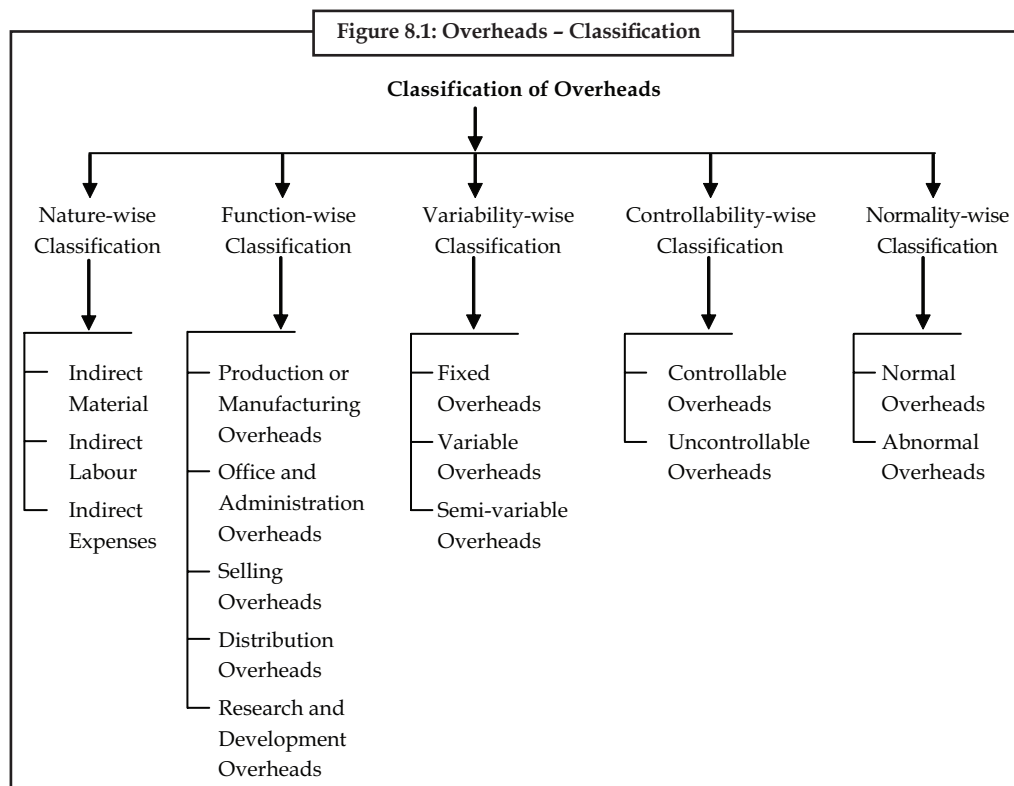 Figure 8.1: Overheads – Classification
Classification of Overheads
Nature-wise
Classification
Function-wise
Classification
Variability-wise
Classification
Controllability-wise
Classification
Normality-wise
Classification
Indirect
Material
Indirect
Labour
Indirect
Expenses
Production or
Manufacturing
Overheads
Office and
Administration
Overheads
Selling
Overheads
Distribution
Overheads
Research and
Development
Overheads
Fixed
Overheads
Variable
Overheads
Semi-variable
Overheads
Controllable
Overheads
Uncontrollable
Overheads
Normal
Overheads
Abnormal
Overheads